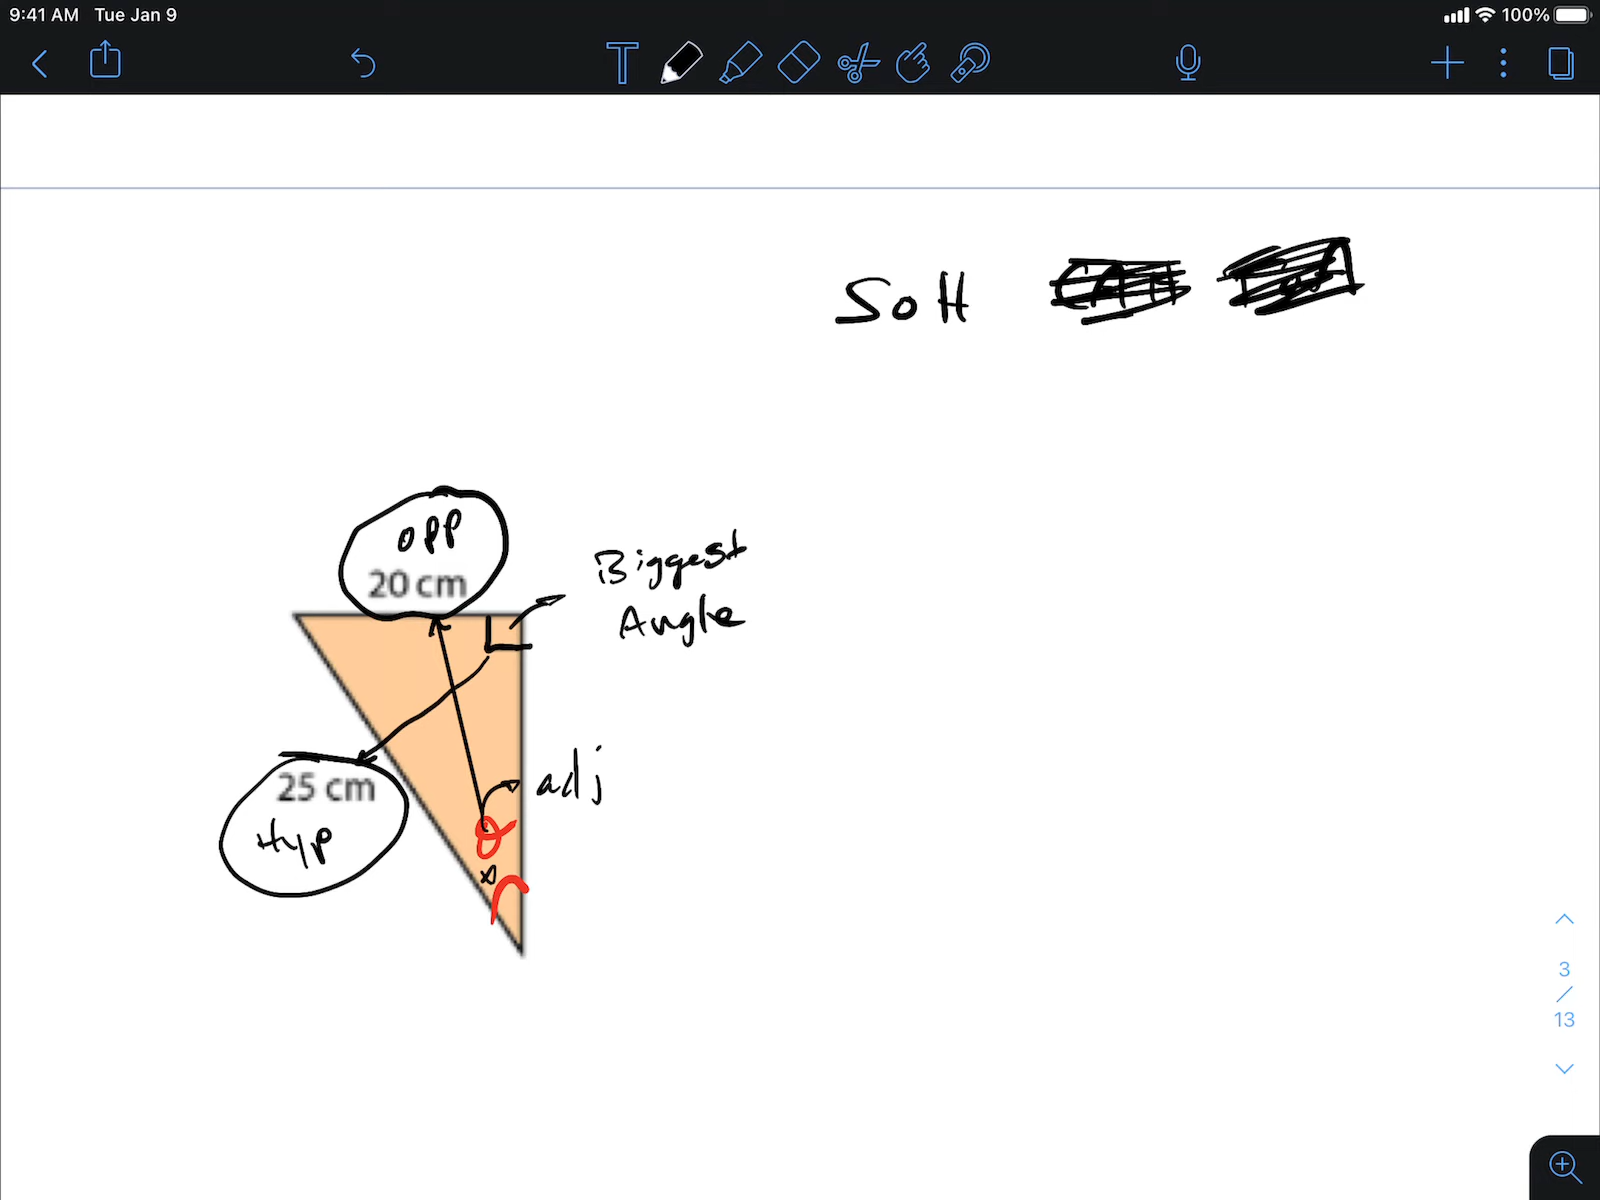 9:41 AM Tue Jan 9
100%
SoH
opp
20 cm
Biggest
Angle
25 cm
Hyp
adj
3
/
13